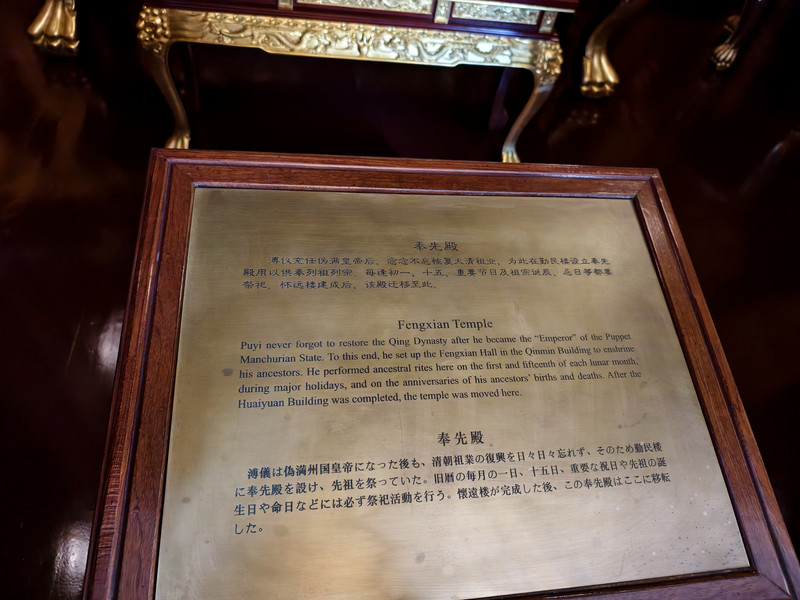 奉先殿
溥仪充任伪满皇帝后，念念不忘恢复大清祖业，为此在勤民楼设立奉先
殿用以供奉列祖列宗。每逢初一、十五、重要节日及祖宗诞辰、忌日等都要
祭祀，怀远楼建成后，该殿迁移至此。
Fengxian Temple
Puyi never forgot to restore the Qing Dynasty after he became the “Emperor” of the Puppet
Manchurian State. To this end, he set up the Fengxian Hall in the Qinmin Building to enshrine
his ancestors. He performed ancestral rites here on the first and fifteenth of each lunar month,
during major holidays, and on the anniversaries of his ancestors’ births and deaths. After the
Huaiyuan Building was completed, the temple was moved here.
奉先殿
溥儀は偽満州国皇帝になった後も、清朝祖業の復興を日々日々忘れず、そのため勤民楼
に奉先殿を設け、先祖を祭っていた。旧暦の毎月の一日、十五日、重要な祝日や先祖の誕
生日や命日などには必ず祭祀活動を行う。懐遠楼が完成した後、この奉先殿はここに移転
した。